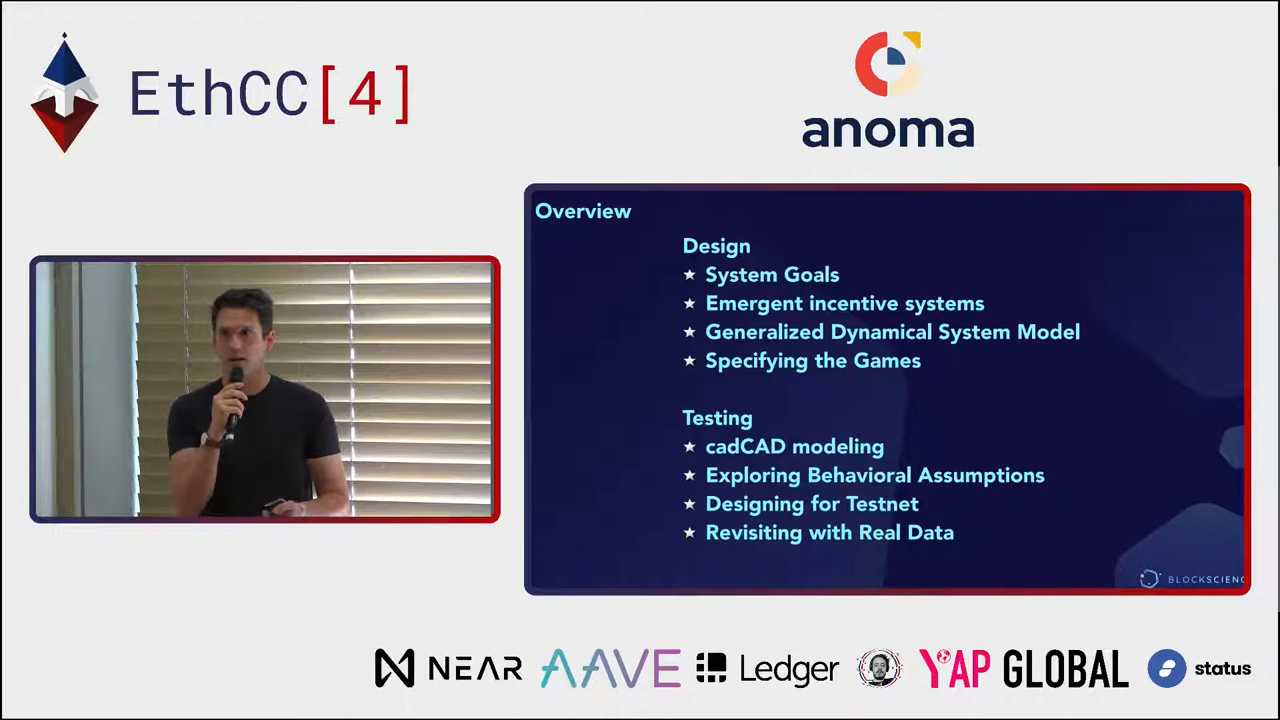 EthCC[4]
anoma
Overview
Design
★ System Goals
★ Emergent incentive systems
★ Generalized Dynamical System Model
★ Specifying the Games
Testing
★ cadCAD modeling
★ Exploring Behavioral Assumptions
★ Designing for Testnet
★ Revisiting with Real Data
BLOCKSCIENC
NEAR
AAVE
Ledger
YAP GLOBAL
status